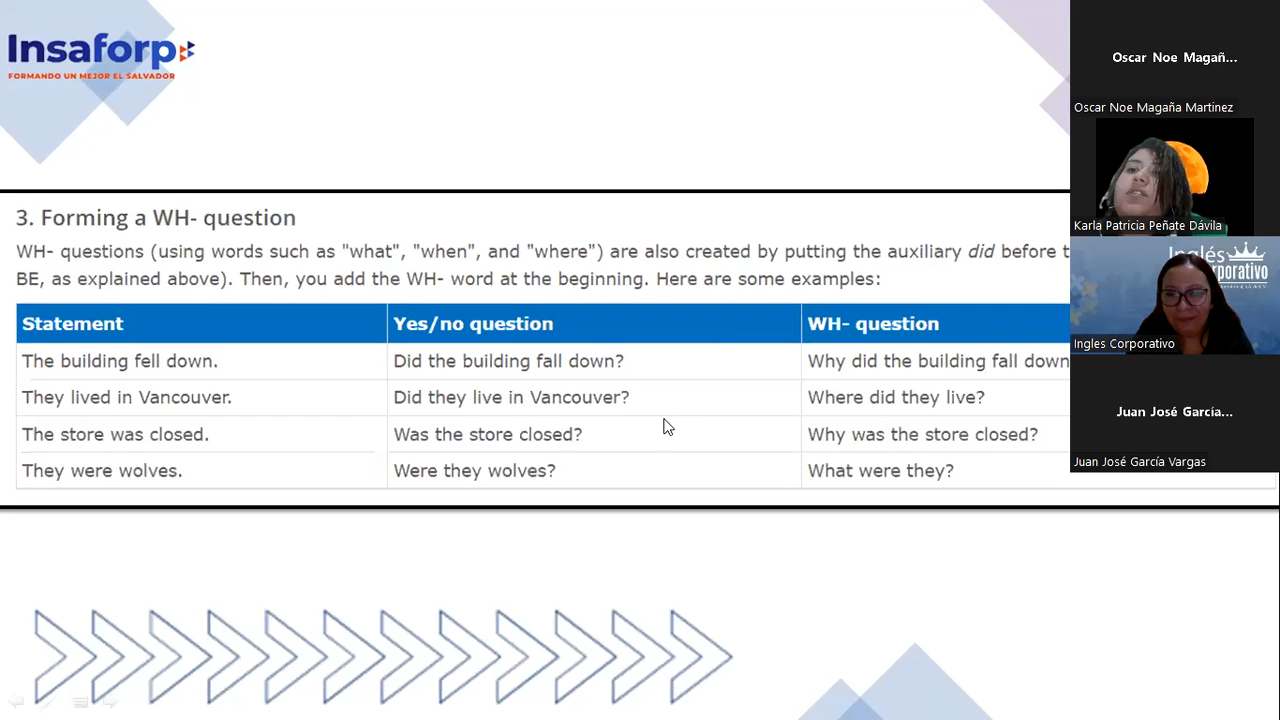 Insaforp
FORMANDO UN MEJOR EL SALVADOR
3. Forming a WH- question
WH- questions (using words such as "what", "when", and "where") are also created by putting the auxiliary did before
BE, as explained above). Then, you add the WH- word at the beginning. Here are some examples:
Statement Yes/no question WH- question
The building fell down. Did the building fall down? Why did the building fall down
They lived in Vancouver. Did they live in Vancouver? Where did they live?
The store was closed. Was the store closed? Why was the store closed?
They were wolves. Were they wolves? What were they?
Oscar Noe Magañ...
Oscar Noe Magaña Martinez
Karla Patricia Peñate Dávila
Inglés
Ingles Corporativo
Juan José García...
Juan José García Vargas